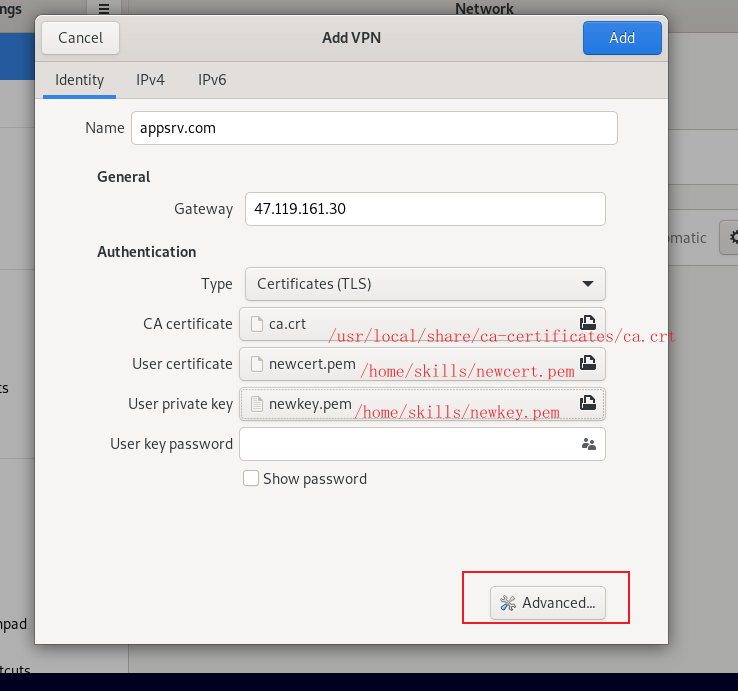 ngs
Network
Cancel
Add VPN
Add
Identity IPv4 IPv6
Name appsrv.com
General
Gateway 47.119.161.30
omatic
Authentication
Type Certificates (TLS)
CA certificate ca.crt
/usr/local/share/ca-certificates/ca.crt
User certificate newcert.pem /home/skills/newcert.pem
ts
User private key newkey.pem /home/skills/newkey.pem
User key password
Show password
Advanced...
hpad
tcuts